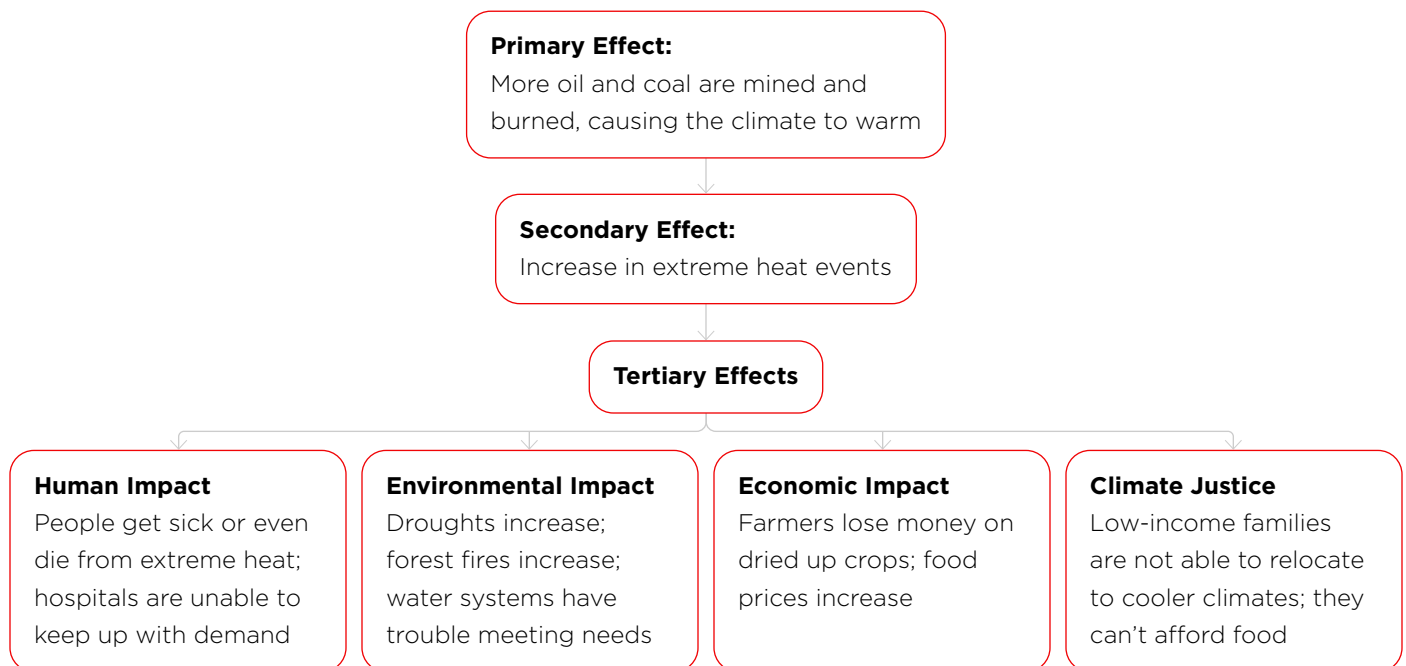 Primary Effect:
More oil and coal are mined and
burned, causing the climate to warm
Secondary Effect:
Increase in extreme heat events
Tertiary Effects
Human Impact
People get sick or even
die from extreme heat;
hospitals are unable to
keep up with demand
Environmental Impact
Droughts increase;
forest fires increase;
water systems have
trouble meeting needs
Economic Impact
Farmers lose money on
dried up crops; food
prices increase
Climate Justice
Low-income families
are not able to relocate
to cooler climates; they
can’t afford food